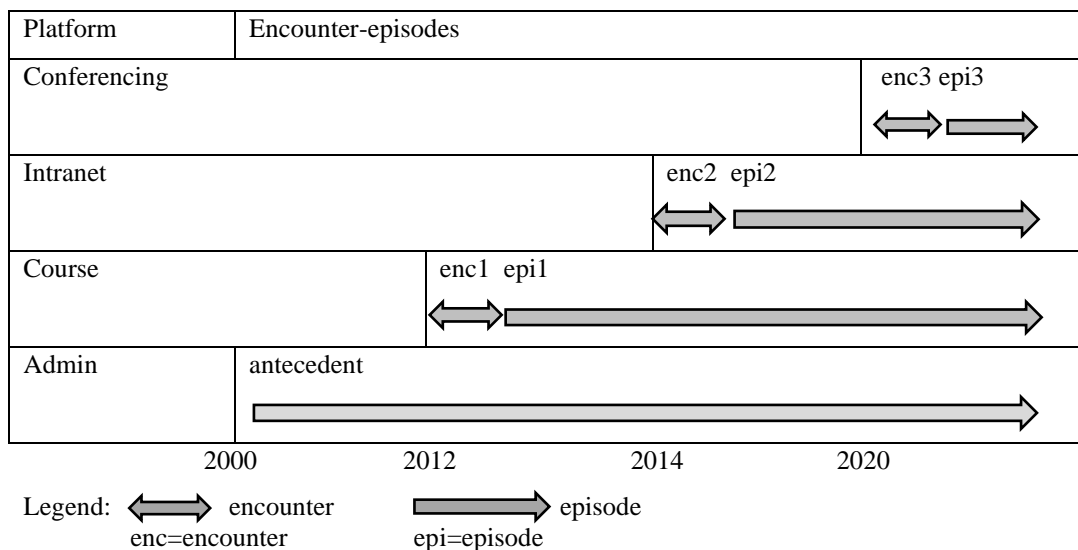 Platform Encounter-episodes
Conferencing enc3 epi3
Intranet enc2 epi2
Course enc1 epi1
Admin antecedent
2000 2012 2014 2020
Legend: encounter episode
enc=encounter epi=episode